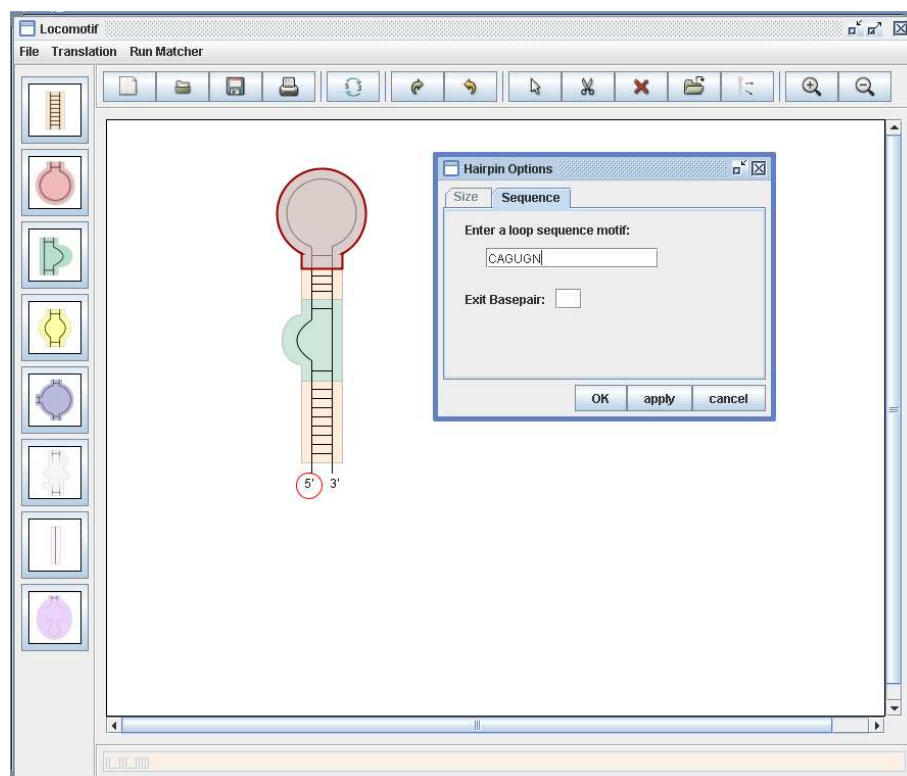 Locomotif
File Translation Run Matcher
Hairpin Options
Size Sequence
Enter a loop sequence motif:
CAGUGN
Exit Basepair:
OK apply cancel
5' 3'